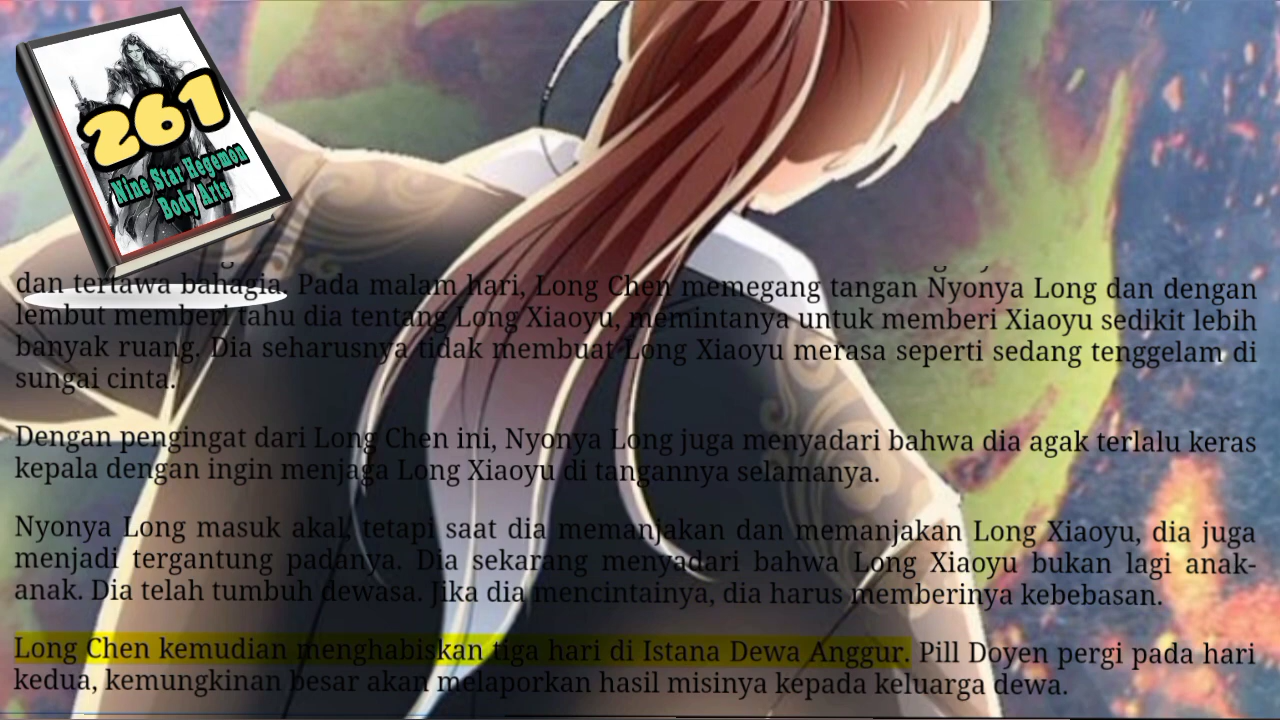 261
Nine Star Hegemon
Body Arts
dan tertawa bahagia. Pada malam hari, Long Chen memegang tangan Nyonya Long dan dengan
lembut memberi tahu dia tentang Long Xiaoyu, memintanya untuk memberi Xiaoyu sedikit lebih
banyak ruang. Dia seharusnya tidak membuat Long Xiaoyu merasa seperti sedang tenggelam di
sungai cinta.
Dengan pengingat dari Long Chen ini, Nyonya Long juga menyadari bahwa dia agak terlalu keras
kepala dengan ingin menjaga Long Xiaoyu di tangannya selamanya.
Nyonya Long masuk akal, tetapi saat dia memanjakan dan memanjakan Long Xiaoyu, dia juga
menjadi tergantung padanya. Dia sekarang menyadari bahwa Long Xiaoyu bukan lagi anak-
anak. Dia telah tumbuh dewasa. Jika dia mencintainya, dia harus memberinya kebebasan.
Long Chen kemudian menghabiskan tiga hari di Istana Dewa Anggur. Pill Doyen pergi pada hari
kedua, kemungkinan besar akan melaporkan hasil misinya kepada keluarga dewa.